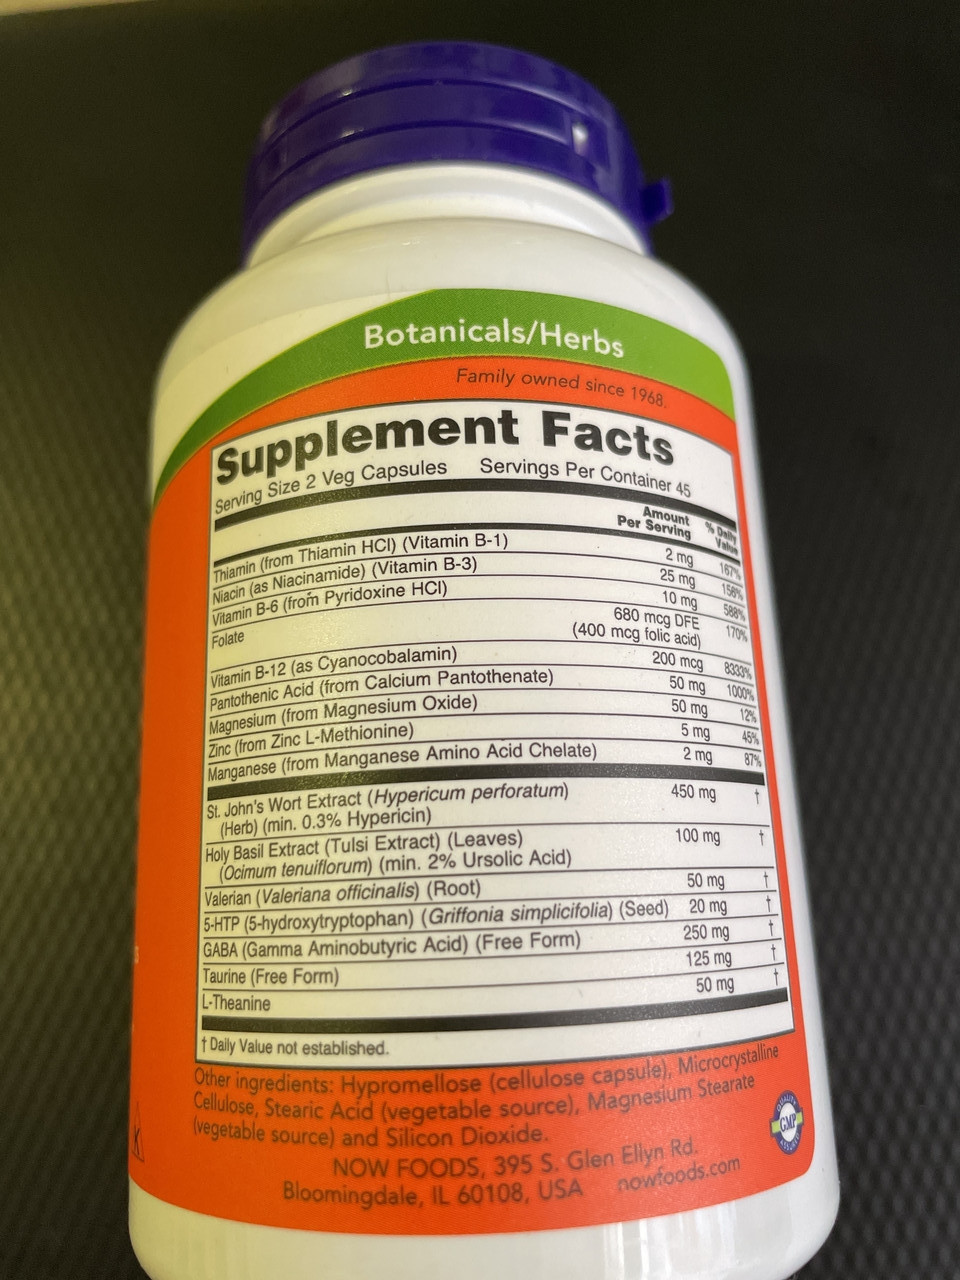 Botanicals/Herbs
Family owned since 1968.
Supplement Facts
Serving Size 2 Veg Capsules Servings Per Container 45
Amount Per Serving % Daily Value
Thiamin (from Thiamin HCl) (Vitamin B-1) 2 mg 167%
Niacin (as Niacinamide) (Vitamin B-3) 25 mg 156%
Vitamin B-6 (from Pyridoxine HCl) 10 mg 588%
Folate 680 mcg DFE 170%
(400 mcg folic acid)
Vitamin B-12 (as Cyanocobalamin) 200 mcg 8333%
Pantothenic Acid (from Calcium Pantothenate) 50 mg 1000%
Magnesium (from Magnesium Oxide) 50 mg 12%
Zinc (from Zinc L-Methionine) 5 mg 45%
Manganese (from Manganese Amino Acid Chelate) 2 mg 87%
St. John's Wort Extract (Hypericum perforatum) 450 mg †
(Herb) (min. 0.3% Hypericin)
Holy Basil Extract (Tulsi Extract) (Leaves) 100 mg †
(Ocimum tenuiflorum) (min. 2% Ursolic Acid)
Valerian (Valeriana officinalis) (Root) 50 mg †
5-HTP (5-hydroxytryptophan) (Griffonia simplicifolia) (Seed) 20 mg †
GABA (Gamma Aminobutyric Acid) (Free Form) 250 mg †
Taurine (Free Form) 125 mg †
L-Theanine 50 mg †
† Daily Value not established.
Other ingredients: Hypromellose (cellulose capsule), Microcrystalline
Cellulose, Stearic Acid (vegetable source), Magnesium Stearate
(vegetable source) and Silicon Dioxide.
QUALITY GMP ASSURED
NOW FOODS, 395 S. Glen Ellyn Rd.
Bloomingdale, IL 60108, USA nowfoods.com
K